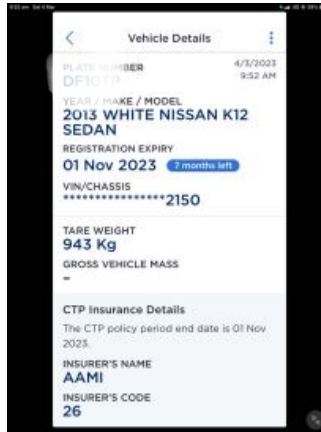 Vehicle Details
PLATE NUMBER
4/3/2023
9:52 AM
YEAR / MAKE / MODEL
2013 WHITE NISSAN K12
SEDAN
REGISTRATION EXPIRY
01 Nov 2023 7 months left
VIN/CHASSIS
****************2150
TARE WEIGHT
943 Kg
GROSS VEHICLE MASS
-
CTP Insurance Details
The CTP policy period end date is 01 Nov
2023.
INSURER'S NAME
AAMI
INSURER'S CODE
26